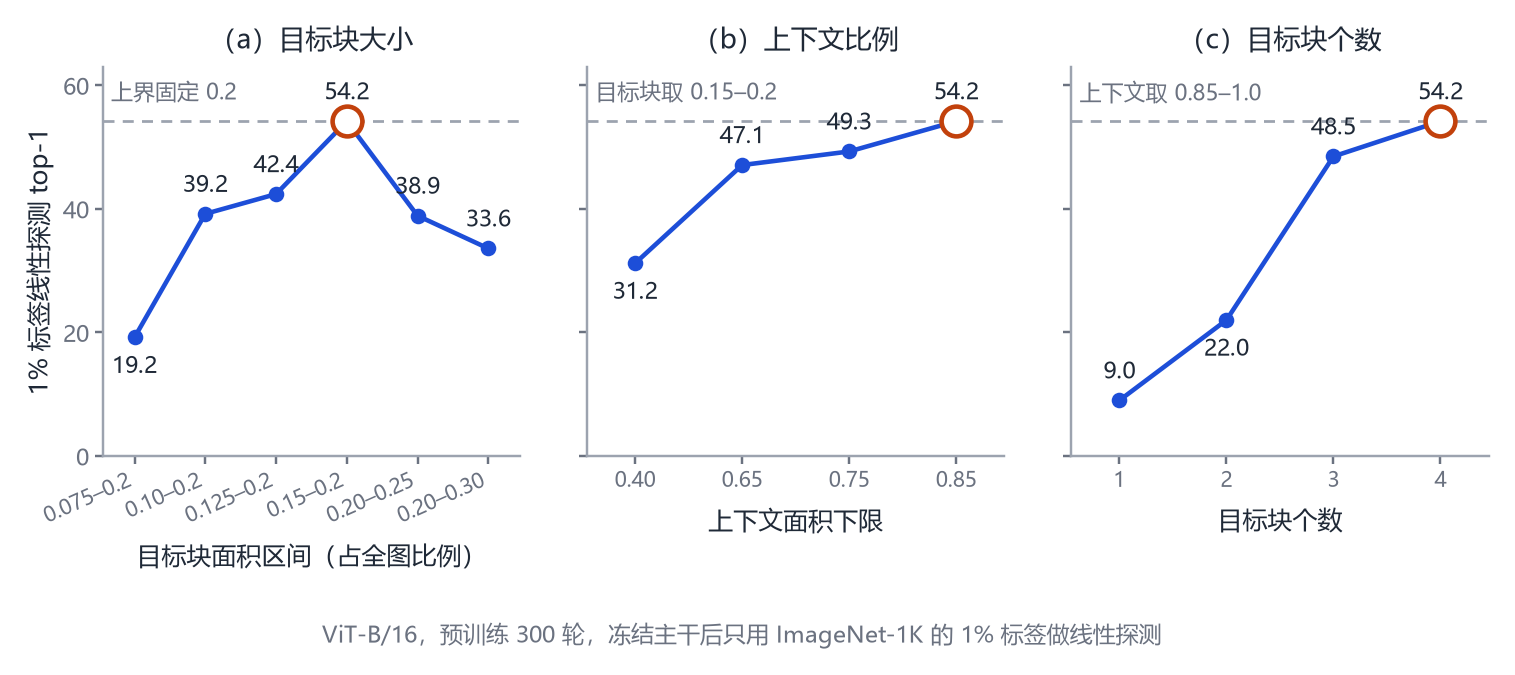 （a）目标块大小
上界固定 0.2
1% 标签线性探测 top-1
60
40
20
0
19.2
39.2
42.4
54.2
38.9
33.6
0.075–0.2
0.10–0.2
0.125–0.2
0.15–0.2
0.20–0.25
0.20–0.30
目标块面积区间（占全图比例）
（b）上下文比例
目标块取 0.15–0.2
31.2
47.1
49.3
54.2
0.40
0.65
0.75
0.85
上下文面积下限
（c）目标块个数
上下文取 0.85–1.0
9.0
22.0
48.5
54.2
1
2
3
4
目标块个数
ViT-B/16，预训练 300 轮，冻结主干后只用 ImageNet-1K 的 1% 标签做线性探测